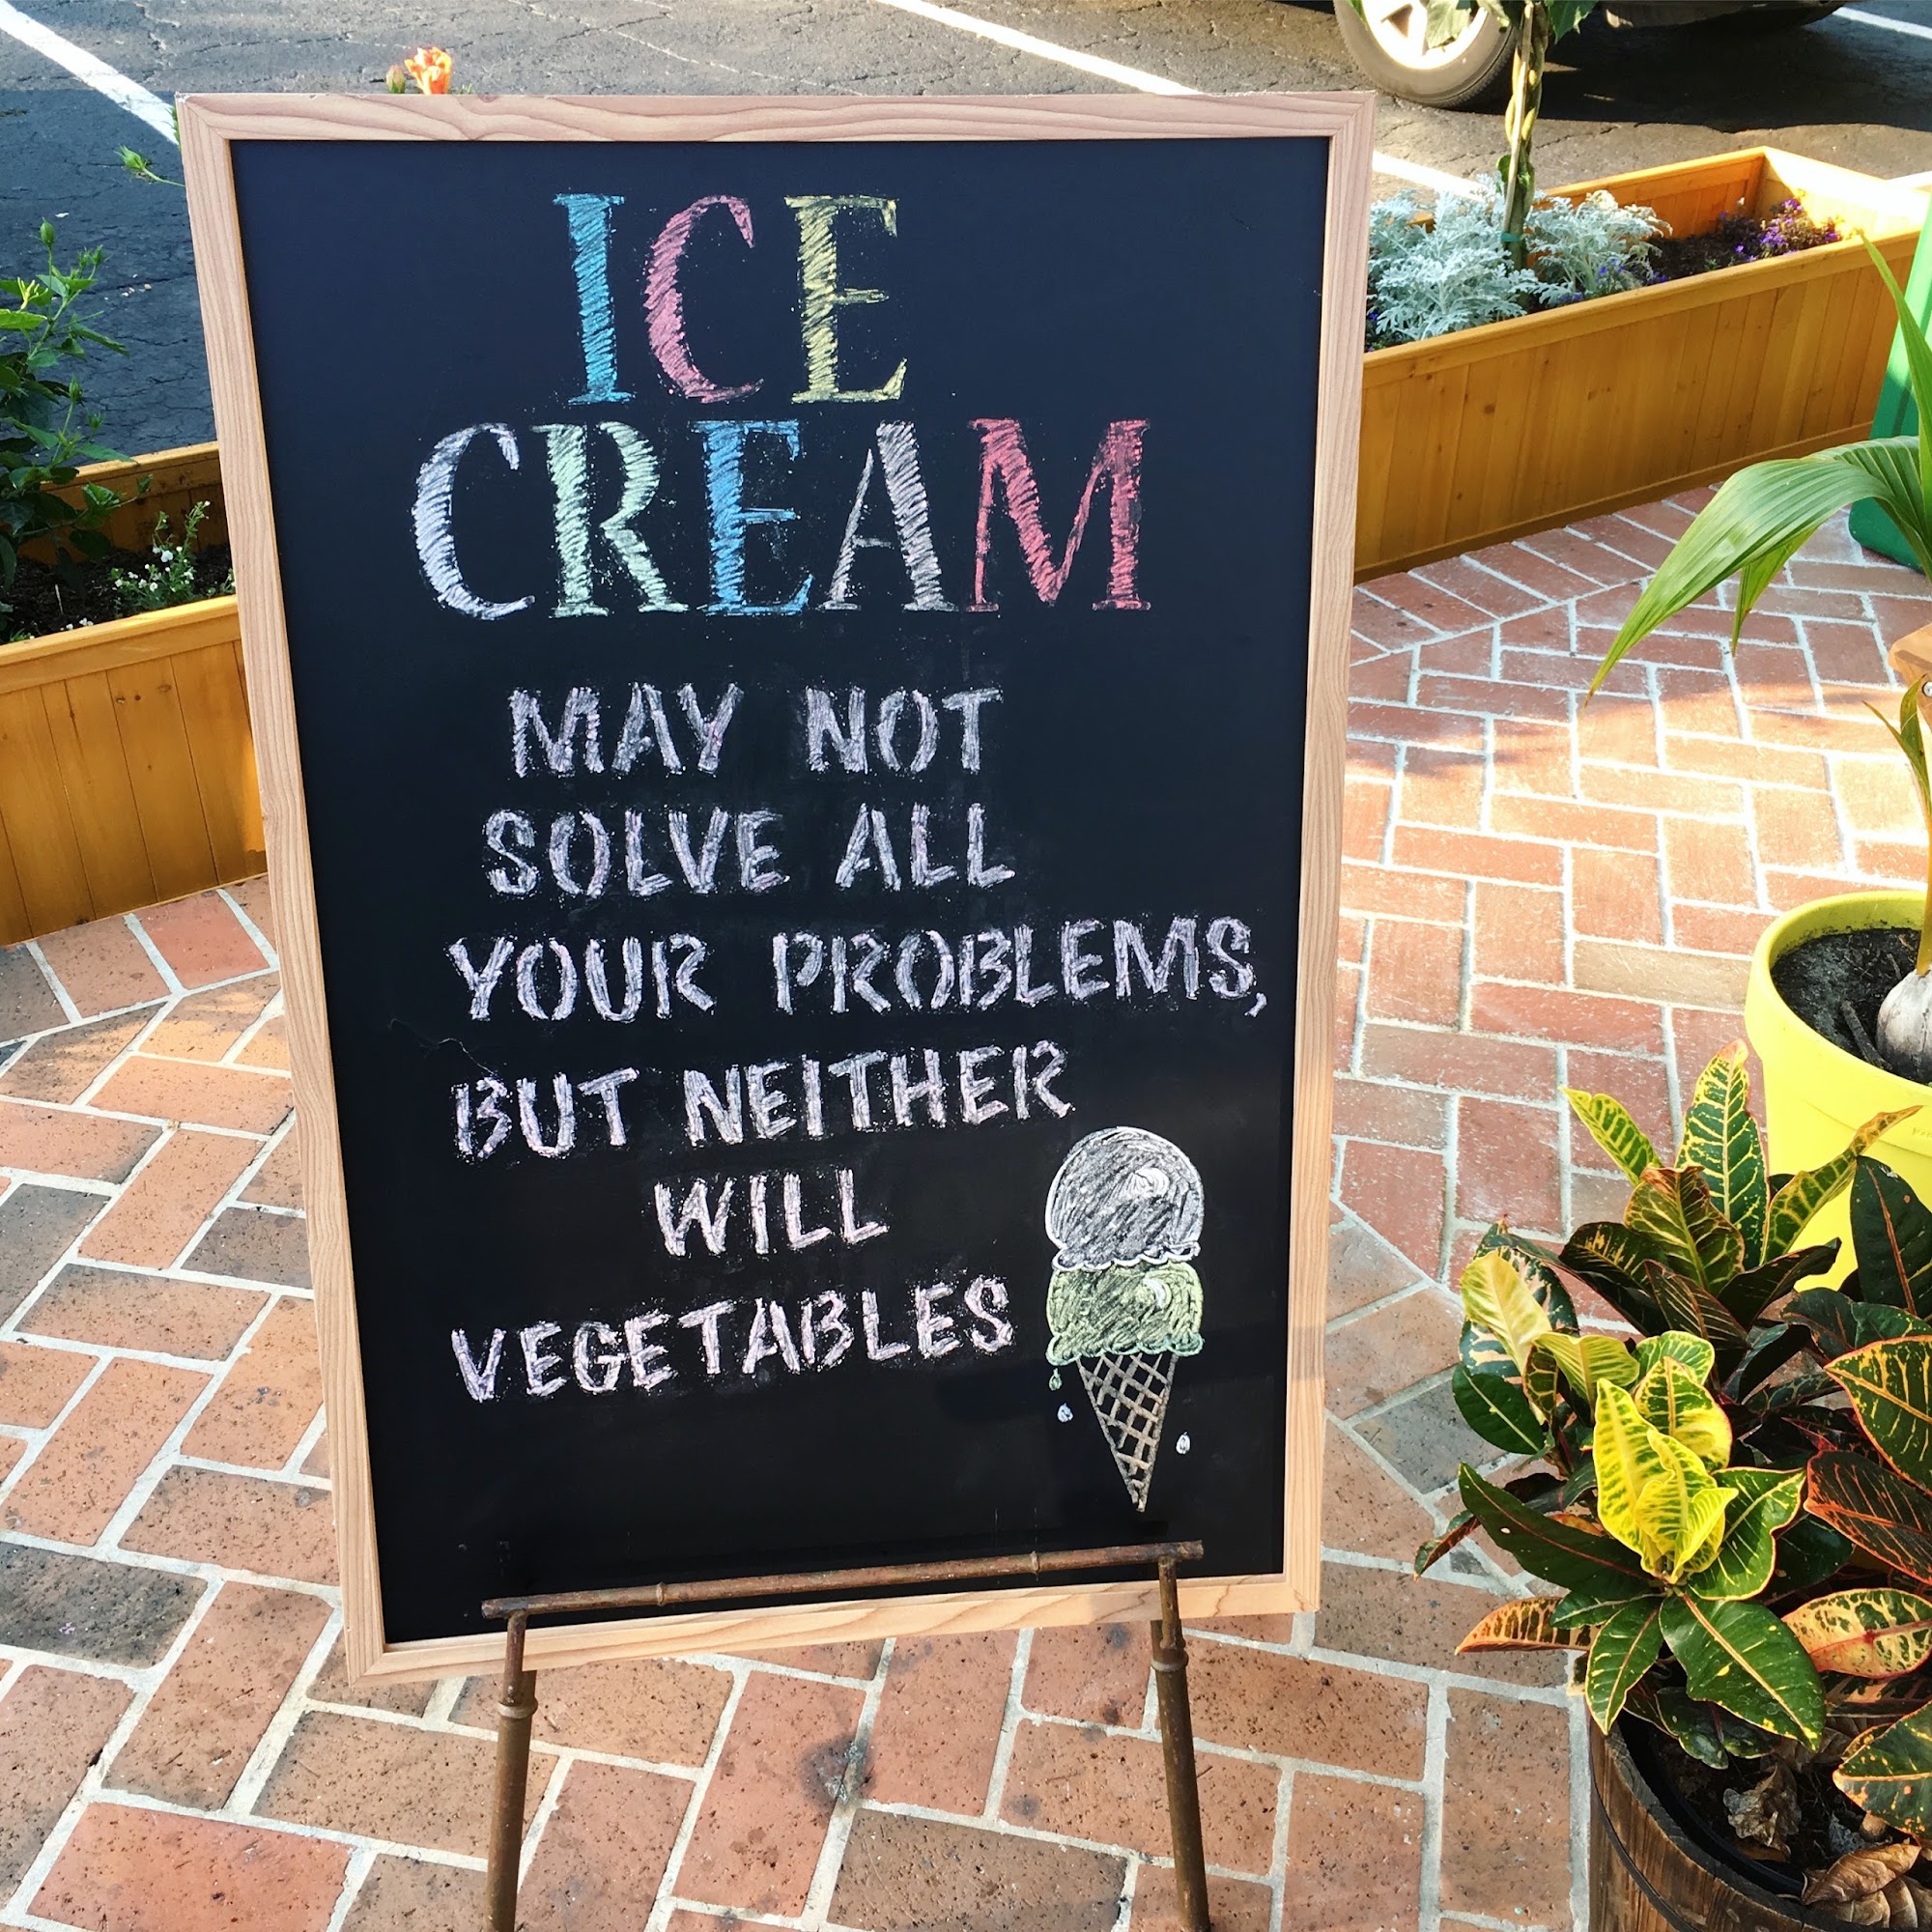 ICE
CREAM
MAY NOT
SOLVE ALL
YOUR PROBLEMS,
BUT NEITHER
WILL
VEGETABLES